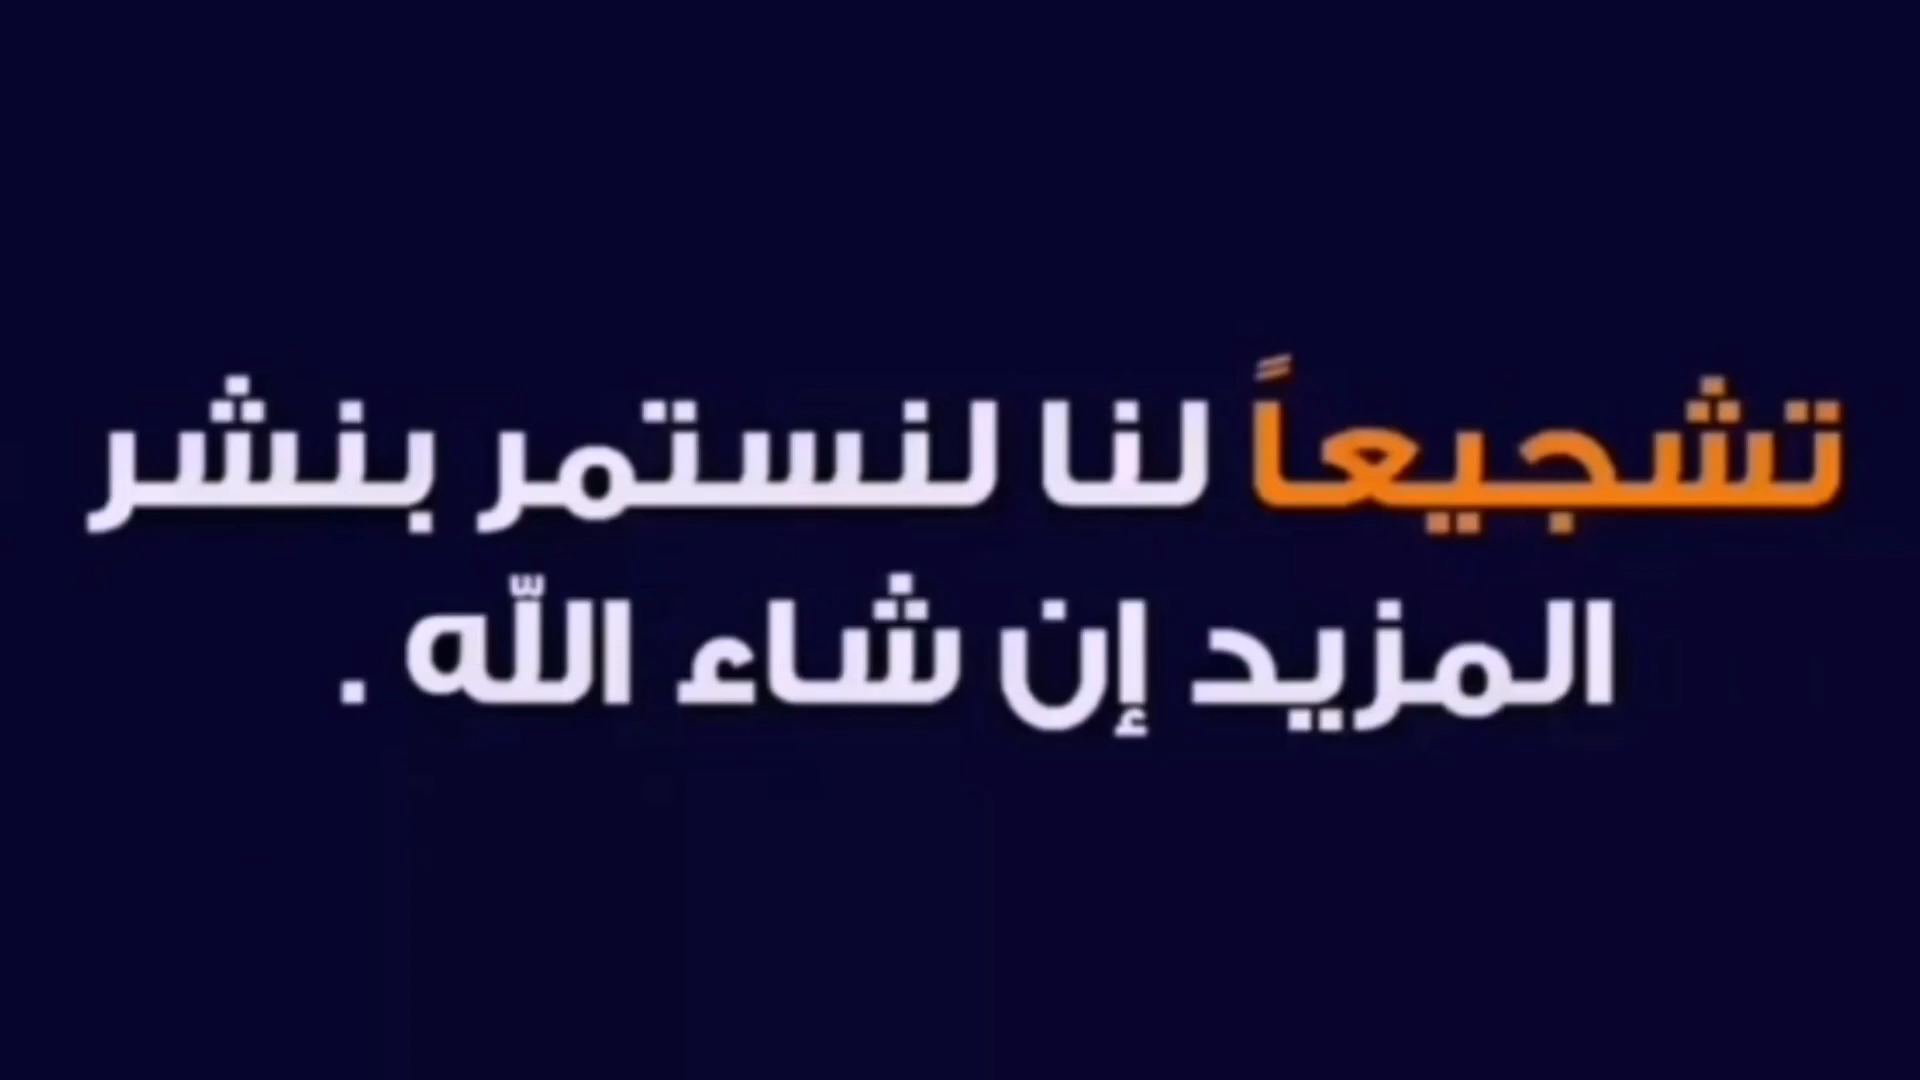 تشجيعاً لنا لنستمر بنشر
المزيد إن شاء اللّه .